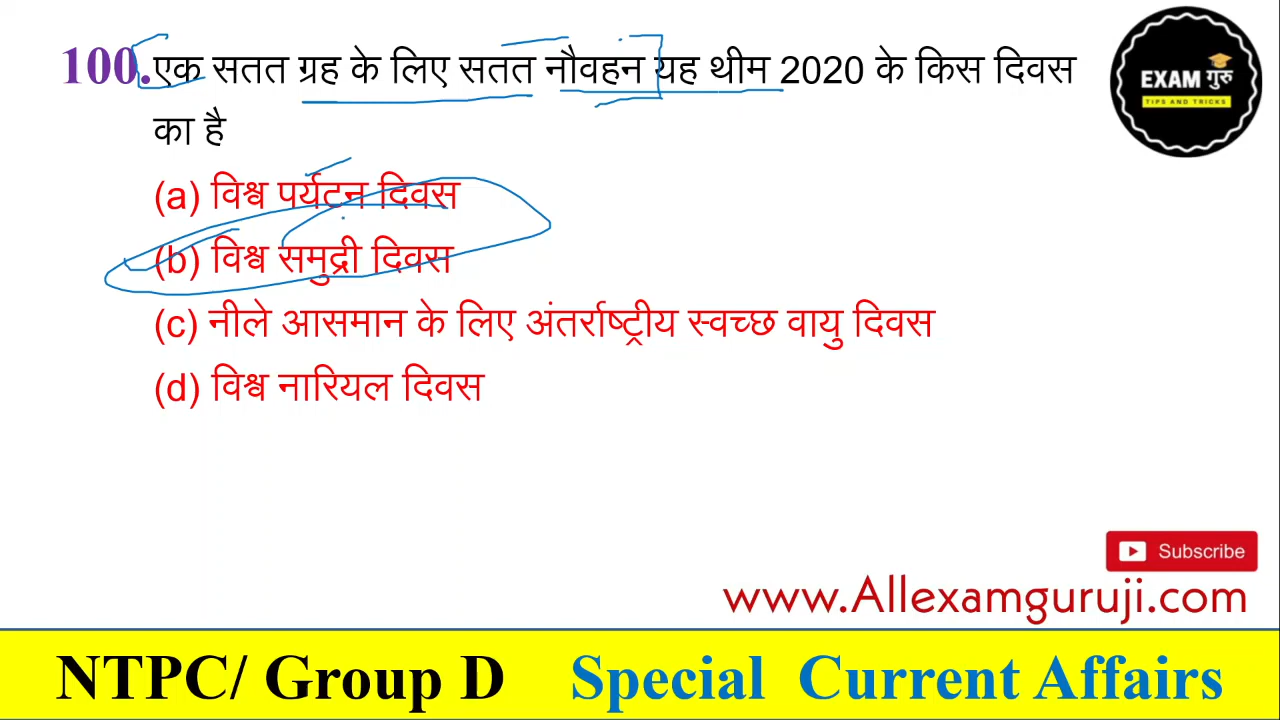 100. एक सतत ग्रह के लिए सतत नौवहन यह थीम 2020 के किस दिवस
का है
(a) विश्व पर्यटन दिवस
(b) विश्व समुद्री दिवस
(c) नीले आसमान के लिए अंतर्राष्ट्रीय स्वच्छ वायु दिवस
(d) विश्व नारियल दिवस
EXAM गुरु
TIPS AND TRICKS
Subscribe
www.Allexamguruji.com
NTPC/ Group D Special Current Affairs